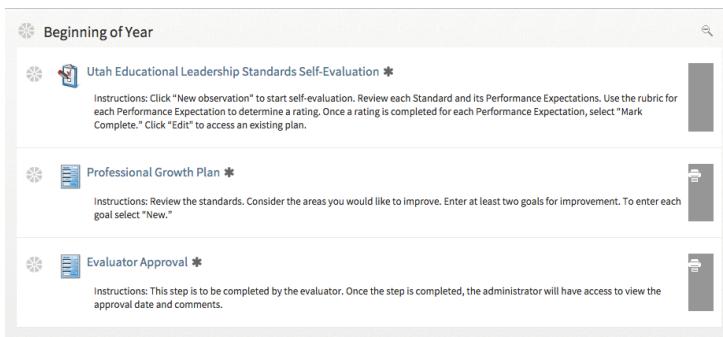 Beginning of Year
Utah Educational Leadership Standards Self-Evaluation ✱
Instructions: Click "New observation" to start self-evaluation. Review each Standard and its Performance Expectations. Use the rubric for
each Performance Expectation to determine a rating. Once a rating is completed for each Performance Expectation, select "Mark
Complete." Click "Edit" to access an existing plan.
Professional Growth Plan ✱
Instructions: Review the standards. Consider the areas you would like to improve. Enter at least two goals for improvement. To enter each
goal select "New."
Evaluator Approval ✱
Instructions: This step is to be completed by the evaluator. Once the step is completed, the administrator will have access to view the
approval date and comments.